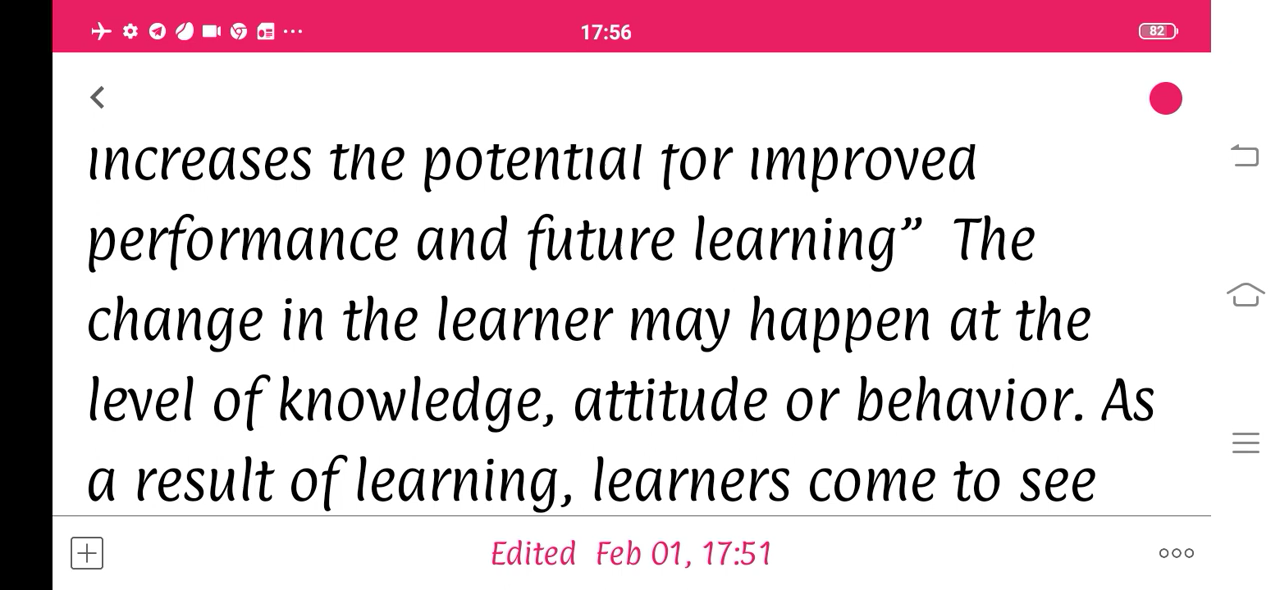 17:56
82
increases the potential for improved
performance and future learning” The
change in the learner may happen at the
level of knowledge, attitude or behavior. As
a result of learning, learners come to see
Edited Feb 01, 17:51